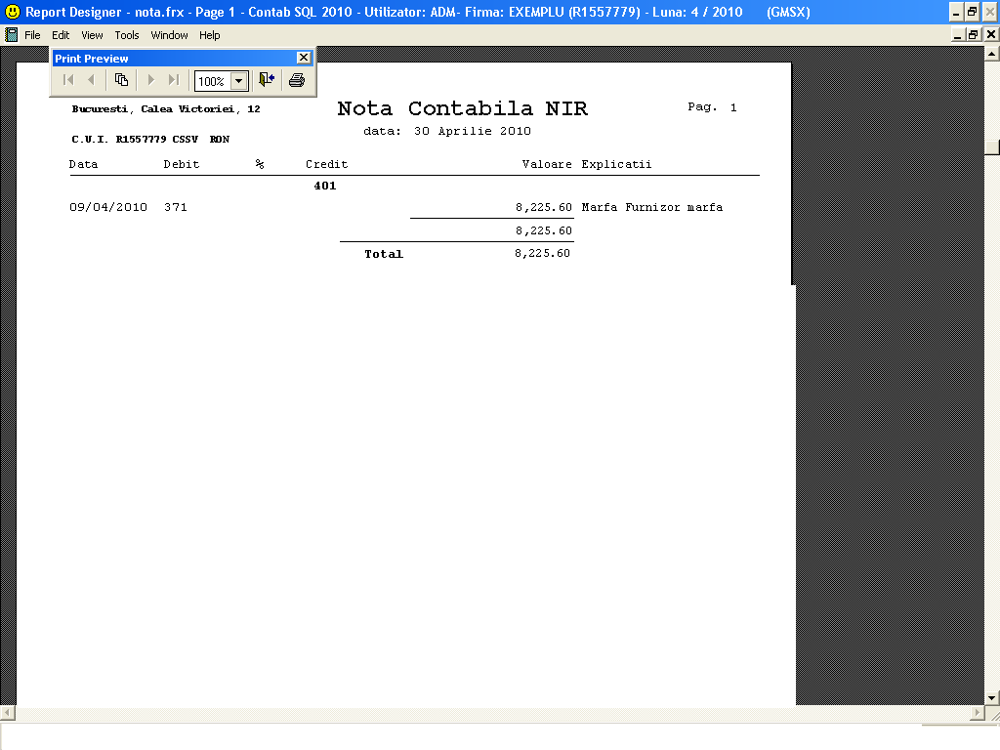 Report Designer - nota.frx - Page 1 - Contab SQL 2010 - Utilizator: ADM- Firma: EXEMPLU (R1557779) - Luna: 4 / 2010 (GMSX)
File Edit View Tools Window Help
Print Preview
100%
Bucuresti, Calea Victoriei, 12
Nota Contabila NIR
Pag. 1
data: 30 Aprilie 2010
C.U.I. R1557779 CSSV RON
Data Debit % Credit Valoare Explicatii
401
09/04/2010 371 8,225.60 Marfa Furnizor marfa
8,225.60
Total 8,225.60